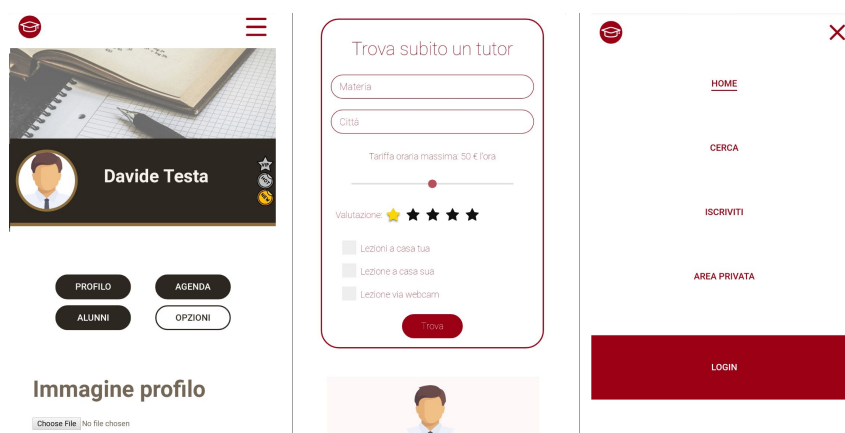 Davide Testa
PROFILO
AGENDA
ALUNNI
OPZIONI
Immagine profilo
Choose File No file chosen
Trova subito un tutor
Materia
Città
Tariffa oraria massima: 50 € l'ora
Valutazione:
Lezioni a casa tua
Lezione a casa sua
Lezione via webcam
Trova
HOME
CERCA
ISCRIVITI
AREA PRIVATA
LOGIN